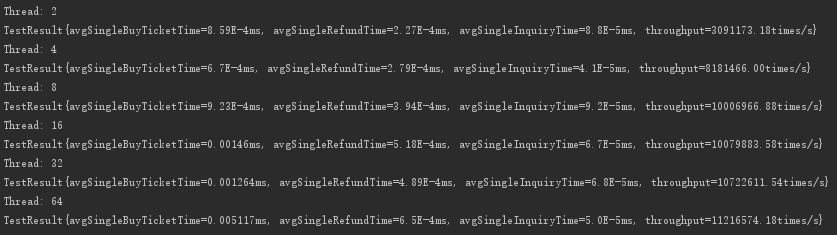 Thread: 2
TestResult{avgSingleBuyTicketTime=8.59E-4ms, avgSingleRefundTime=2.27E-4ms, avgSingleInquiryTime=8.8E-5ms, throughput=3091173.18times/s}
Thread: 4
TestResult{avgSingleBuyTicketTime=6.7E-4ms, avgSingleRefundTime=2.79E-4ms, avgSingleInquiryTime=4.1E-5ms, throughput=8181466.00times/s}
Thread: 8
TestResult{avgSingleBuyTicketTime=9.23E-4ms, avgSingleRefundTime=3.94E-4ms, avgSingleInquiryTime=9.2E-5ms, throughput=10006966.88times/s}
Thread: 16
TestResult{avgSingleBuyTicketTime=0.00146ms, avgSingleRefundTime=5.18E-4ms, avgSingleInquiryTime=6.7E-5ms, throughput=10079883.58times/s}
Thread: 32
TestResult{avgSingleBuyTicketTime=0.001264ms, avgSingleRefundTime=4.89E-4ms, avgSingleInquiryTime=6.8E-5ms, throughput=10722611.54times/s}
Thread: 64
TestResult{avgSingleBuyTicketTime=0.005117ms, avgSingleRefundTime=6.5E-4ms, avgSingleInquiryTime=5.0E-5ms, throughput=11216574.18times/s}